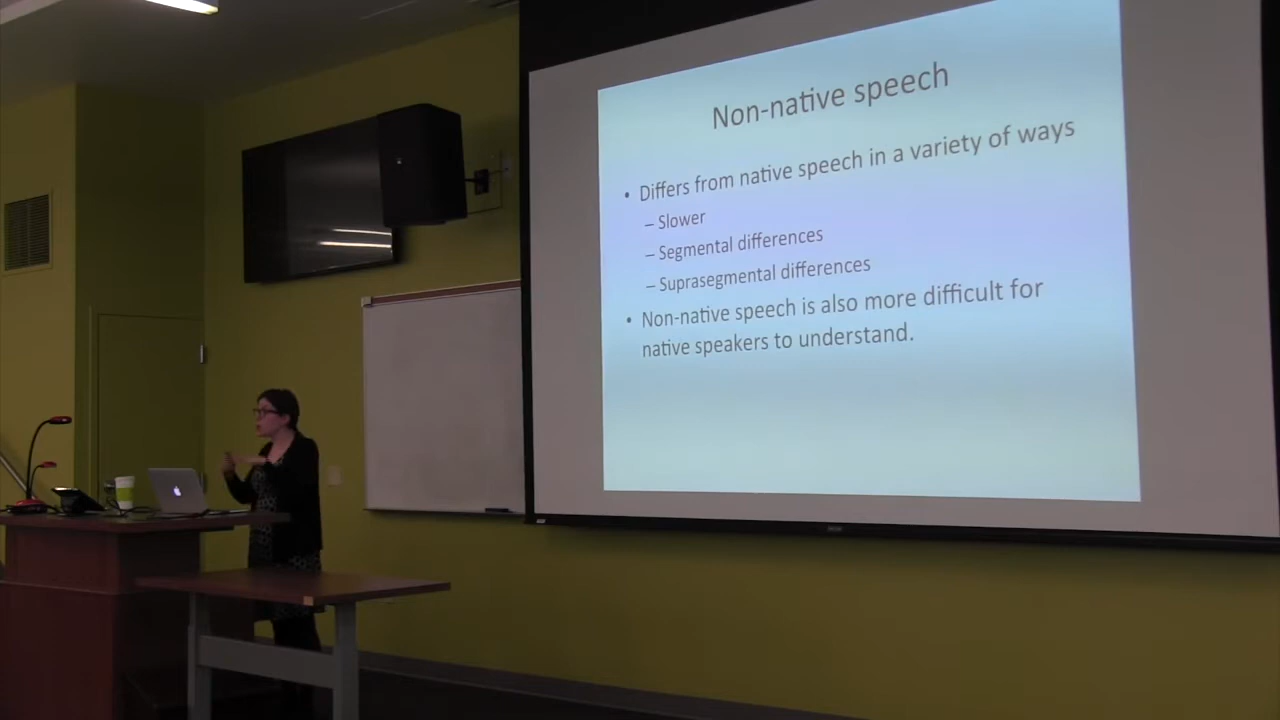 Non-native speech
• Differs from native speech in a variety of ways
– Slower
– Segmental differences
– Suprasegmental differences
• Non-native speech is also more difficult for
native speakers to understand.